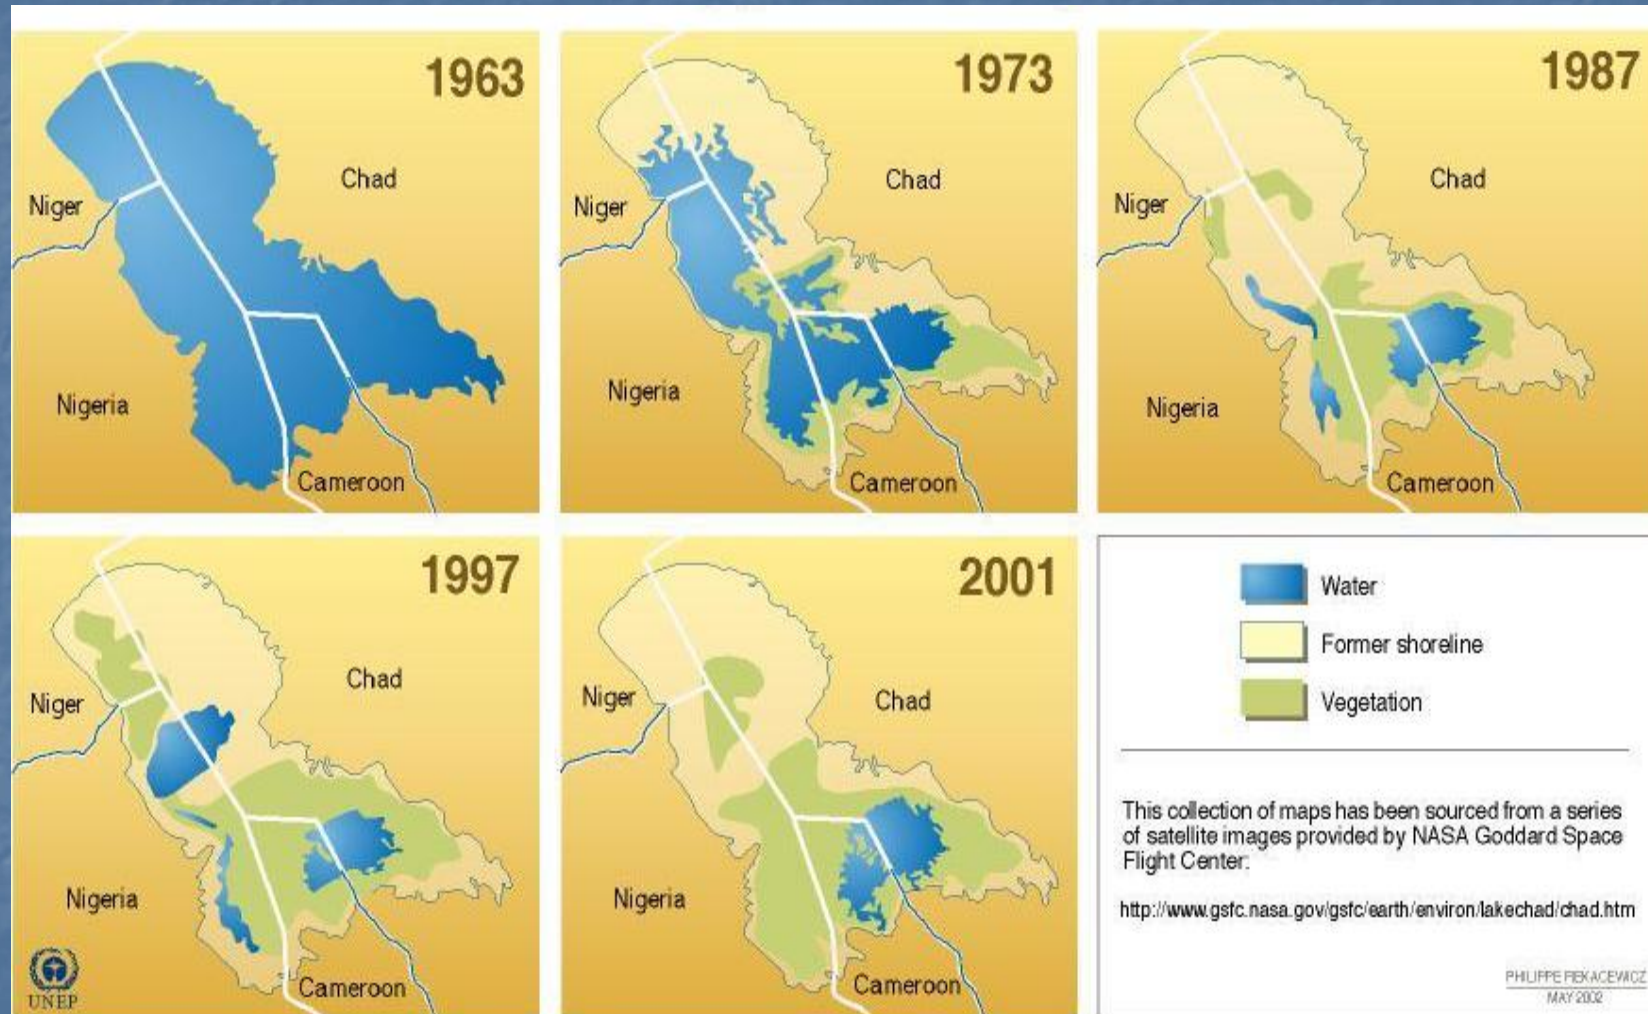 1963
Chad
Niger
Nigeria
Cameroon
1973
Chad
Niger
Nigeria
Cameroon
1987
Chad
Niger
Nigeria
Cameroon
1997
Chad
Niger
Nigeria
Cameroon
UNEP
2001
Chad
Niger
Nigeria
Cameroon
Water
Former shoreline
Vegetation
This collection of maps has been sourced from a series
of satellite images provided by NASA Goddard Space
Flight Center:
http://www.gsfc.nasa.gov/gsfc/earth/environ/lakechad/chad.htm
PHILIPPE REKACEWICZ
MAY 2002